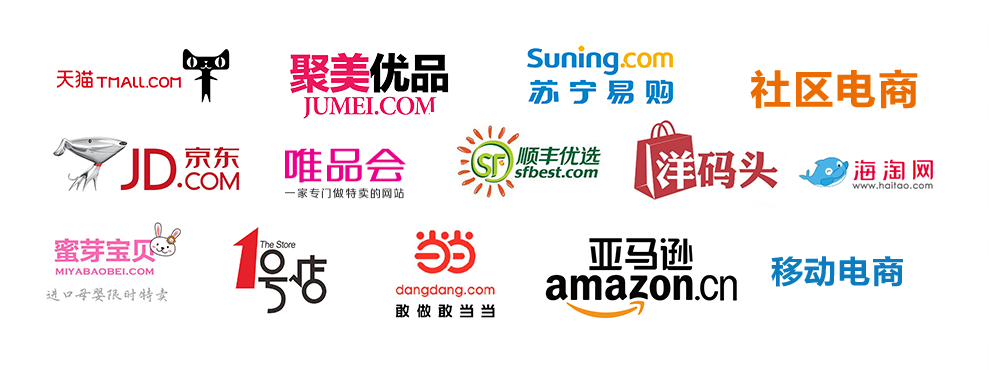 天猫 TMALL.COM
聚美优品
JUMEI.COM
Suning.com
苏宁易购
社区电商
JD 京东
.COM
唯品会
一家专门做特卖的网站
SF 顺丰优选
sfbest.com
洋码头
海淘网
www.haitao.com
蜜芽宝贝
MIYABAOBEI.COM
进口母婴限时特卖
The Store
1号店
当当
dangdang.com
敢做敢当当
亚马逊
amazon.cn
移动电商